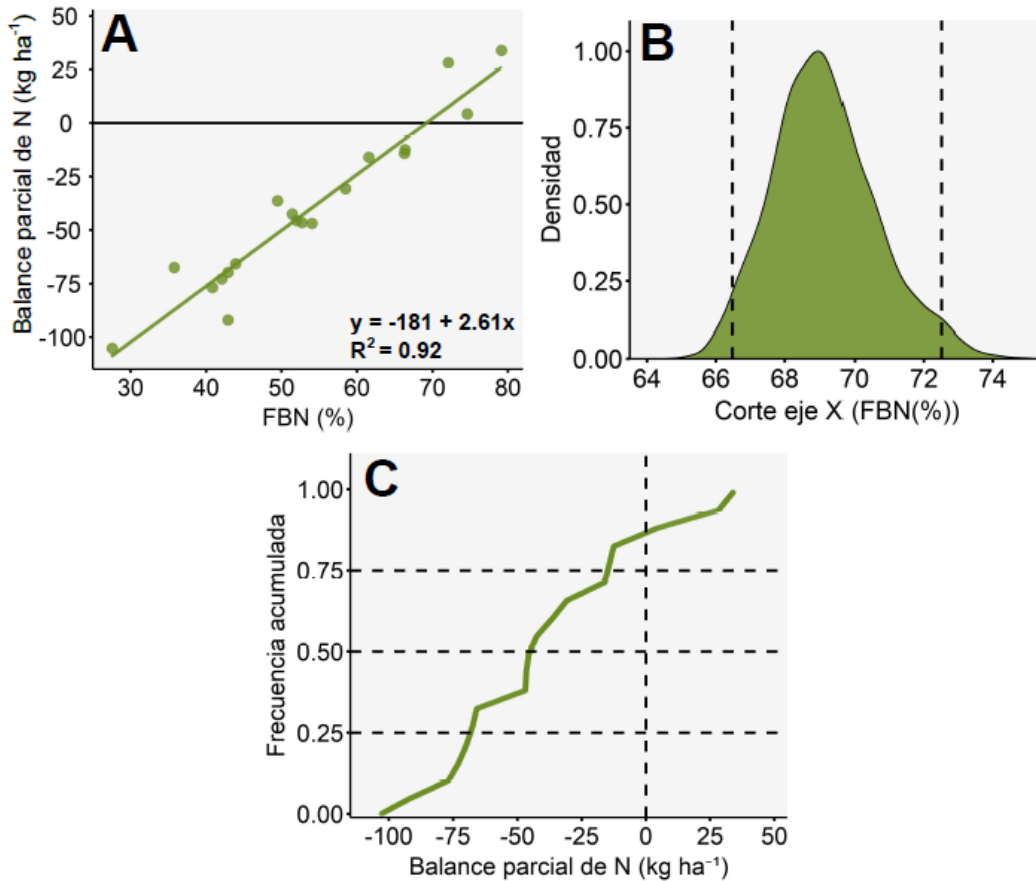 A
Balance parcial de N (kg ha⁻¹)
50
25
0
-25
-50
-75
-100
y = -181 + 2.61x
R² = 0.92
30 40 50 60 70 80
FBN (%)
B
Densidad
1.00
0.75
0.50
0.25
0.00
64 66 68 70 72 74
Corte eje X (FBN(%))
C
Frecuencia acumulada
1.00
0.75
0.50
0.25
0.00
-100 -75 -50 -25 0 25 50
Balance parcial de N (kg ha⁻¹)